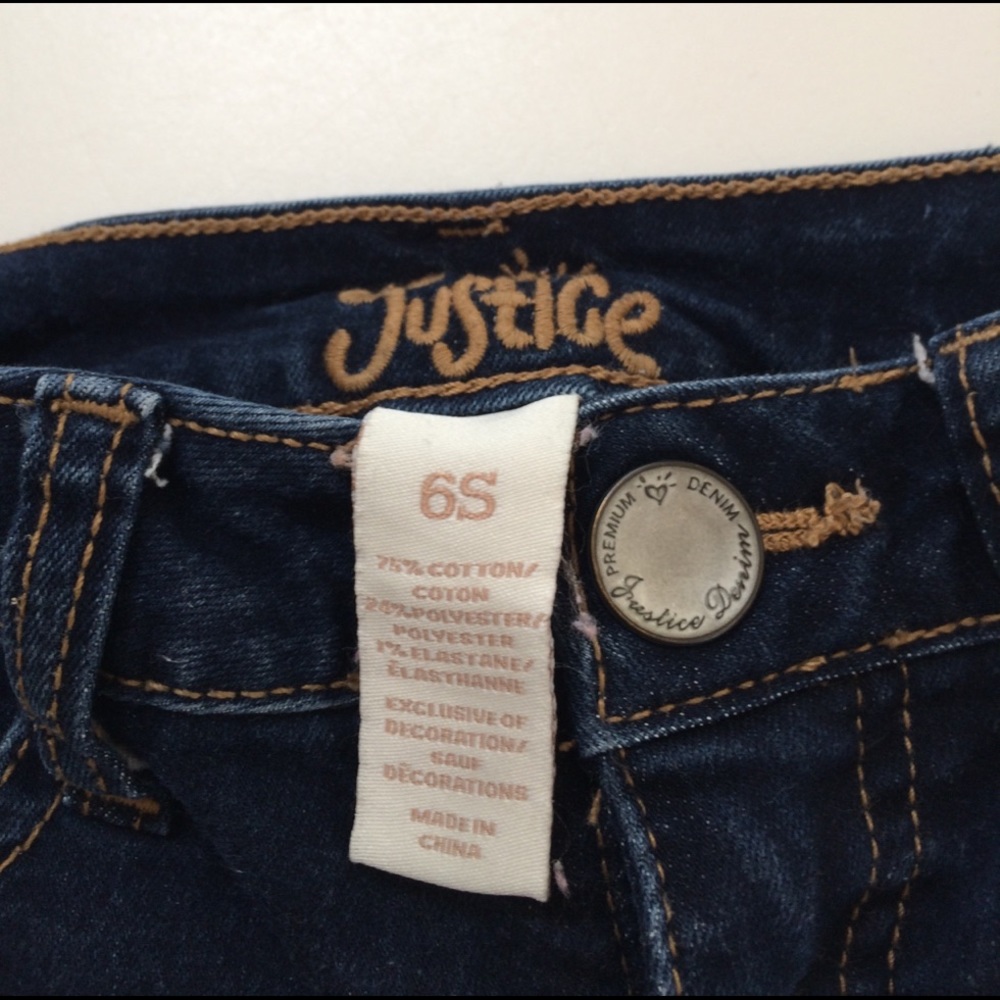 Justice
6S
75% COTTON/
COTON
24% POLYESTER/
POLYESTER
1% ELASTANE/
ÉLASTHANNE
EXCLUSIVE OF
DECORATION/
SAUF
DÉCORATIONS
MADE IN
CHINA
PREMIUM DENIM
Justice Denim